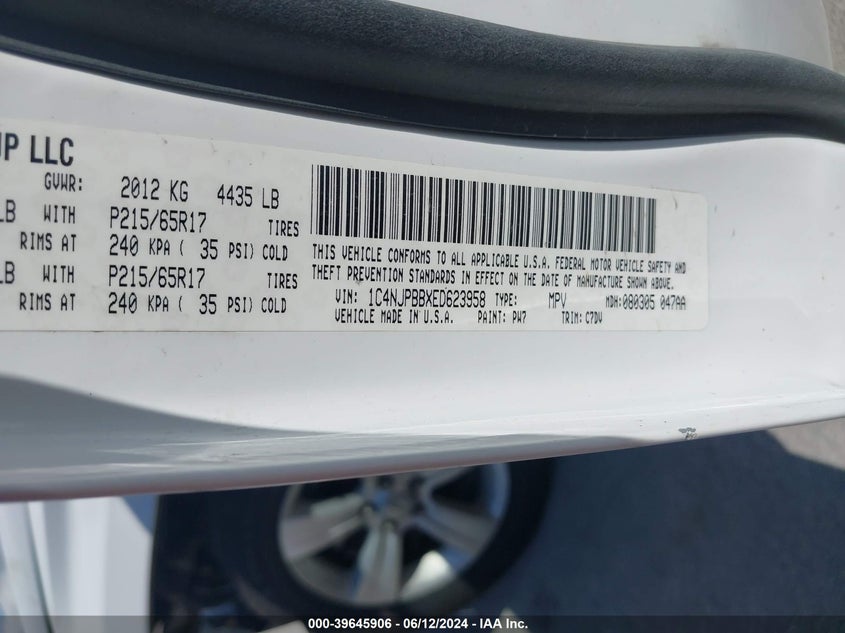 UP LLC
GVWR: 2012 KG 4435 LB
LB WITH P215/65R17 TIRES
RIMS AT 240 KPA ( 35 PSI) COLD
LB WITH P215/65R17 TIRES
RIMS AT 240 KPA ( 35 PSI) COLD
THIS VEHICLE CONFORMS TO ALL APPLICABLE U.S.A. FEDERAL MOTOR VEHICLE SAFETY AND
THEFT PREVENTION STANDARDS IN EFFECT ON THE DATE OF MANUFACTURE SHOWN ABOVE.
VIN: 1C4NJPBBXED623958 TYPE: MPV MDH:080305 047AA
VEHICLE MADE IN U.S.A. PAINT: PW7 TRIM: C7DV
000-39645906 - 06/12/2024 - IAA Inc.